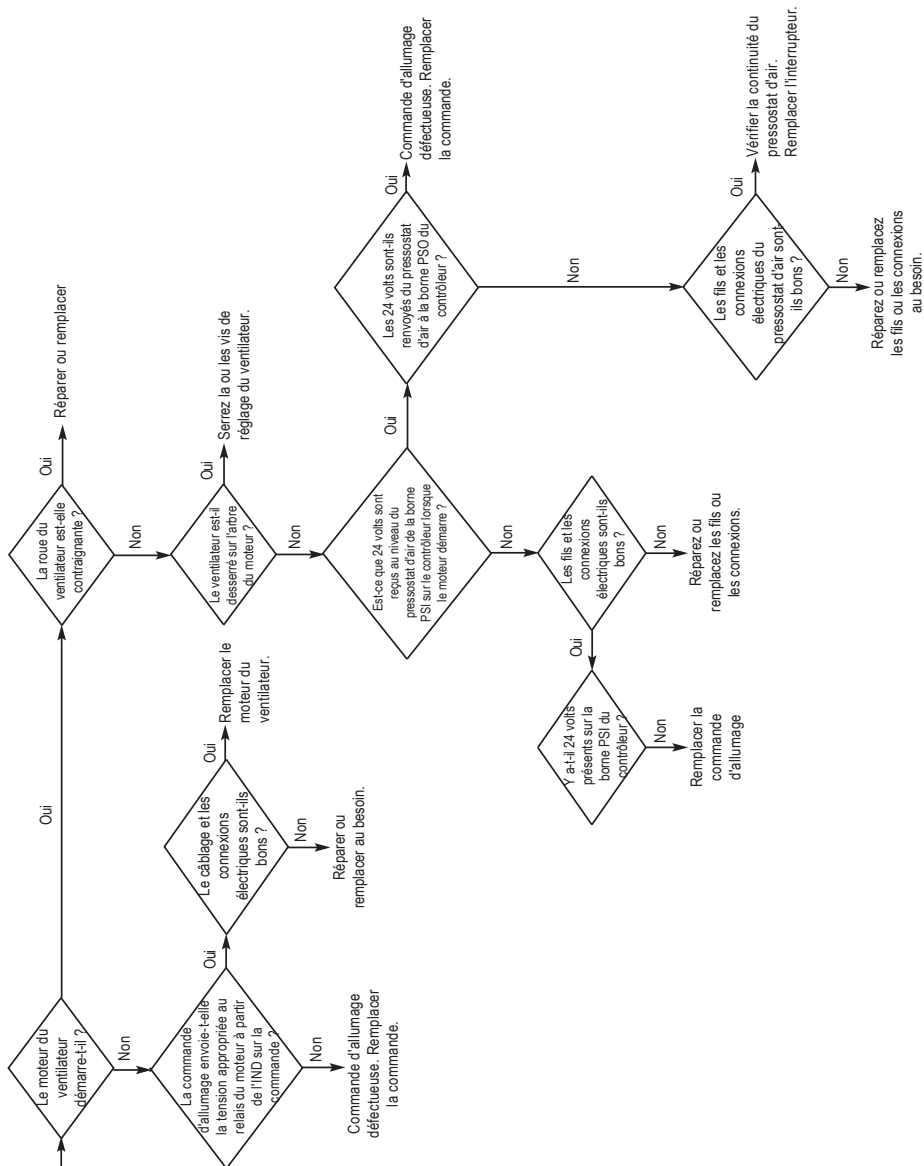 Le moteur du
ventilateur
démarre-t-il ?
Oui
Non
La roue du
ventilateur est-elle
contraignante ?
Oui
Réparer ou remplacer
Non
La commande
d'allumage envoie-t-elle
la tension appropriée au
relais du moteur à partir
de l'IND sur la
commande ?
Oui
Non
Commande d'allumage
défectueuse. Remplacer
la commande.
Le câblage et les
connexions
électriques sont-ils
bons ?
Oui
Remplacer le
moteur du
ventilateur.
Non
Réparer ou
remplacer au besoin.
Le ventilateur est-il
desserré sur l'arbre
du moteur ?
Oui
Serrez la ou les vis de
réglage du ventilateur.
Non
Est-ce que 24 volts sont
reçus au niveau du
pressostat d'air de la borne
PSI sur le contrôleur lorsque
le moteur démarre ?
Oui
Non
Les 24 volts sont-ils
renvoyés du pressostat
d'air à la borne PSO du
contrôleur ?
Oui
Commande d'allumage
défectueuse. Remplacer
la commande.
Non
Les fils et les
connexions
électriques sont-ils
bons ?
Oui
Non
Réparez ou
remplacez les fils ou
les connexions.
Y a-t-il 24 volts
présents sur la
borne PSI du
contrôleur ?
Non
Remplacer la
commande
d'allumage
Les fils et les
connexions
électriques du
pressostat d'air sont-
ils bons ?
Oui
Vérifier la continuité du
pressostat d'air.
Remplacer l'interrupteur.
Non
Réparez ou remplacez
les fils ou les connexions
au besoin.